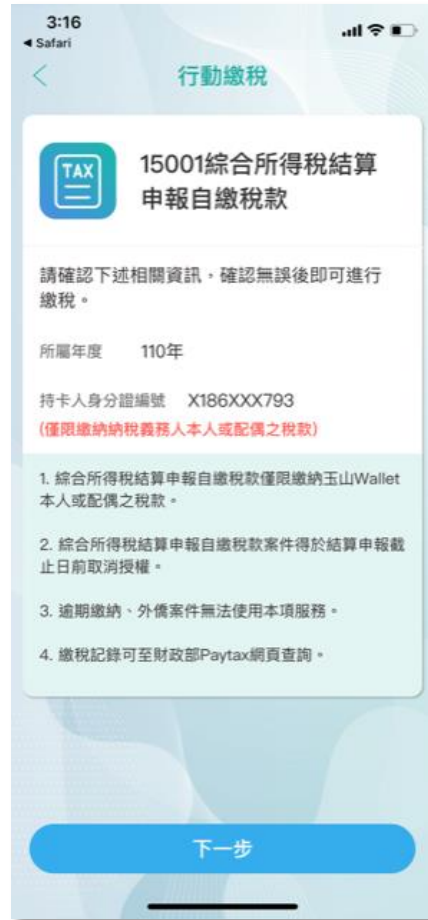 3:16
◀ Safari
行動繳稅
TAX
15001綜合所得稅結算
申報自繳稅款
請確認下述相關資訊，確認無誤後即可進行
繳稅。
所屬年度 110年
持卡人身分證編號 X186XXX793
(僅限繳納納稅義務人本人或配偶之稅款)
1. 綜合所得稅結算申報自繳稅款僅限繳納玉山Wallet
本人或配偶之稅款。
2. 綜合所得稅結算申報自繳稅款案件得於結算申報截
止日前取消授權。
3. 逾期繳納、外僑案件無法使用本項服務。
4. 繳稅記錄可至財政部Paytax網頁查詢。
下一步